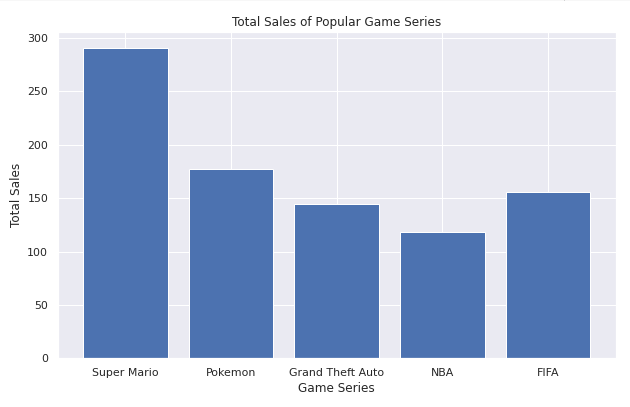 Total Sales of Popular Game Series
300
250
200
150
100
50
0
Total Sales
Super Mario Pokemon Grand Theft Auto NBA FIFA
Game Series